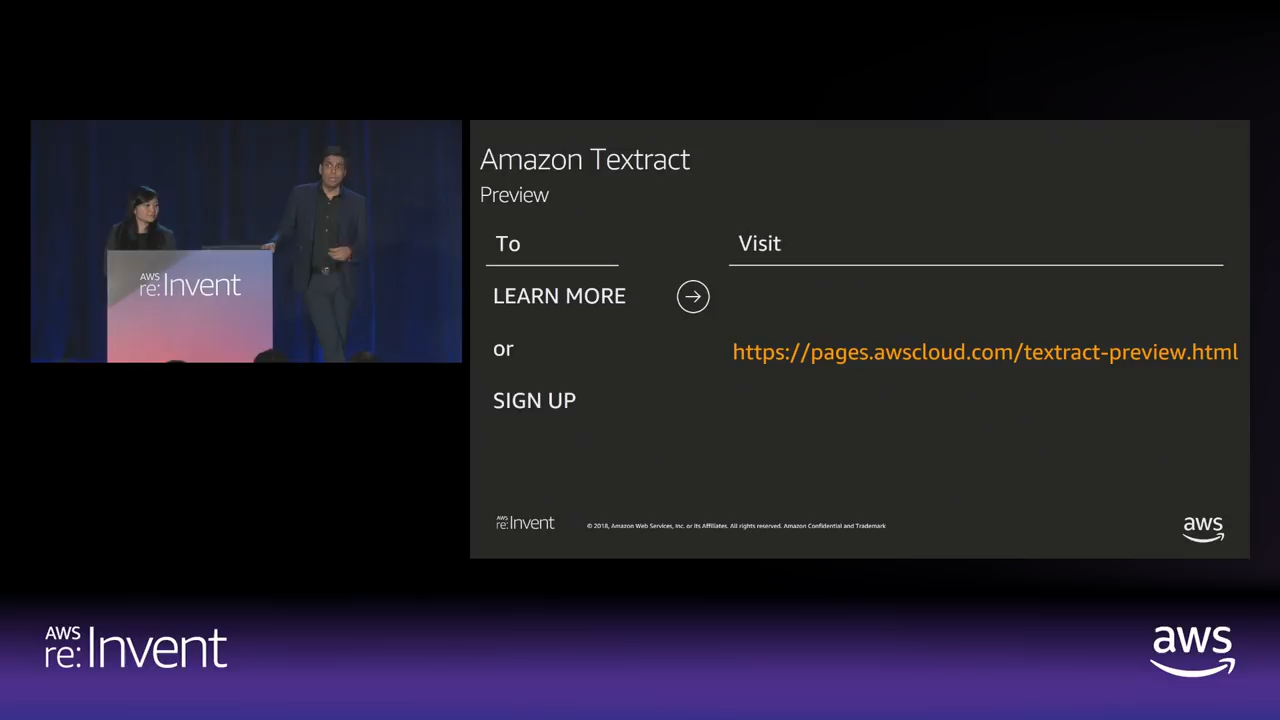 AWS
re:Invent
Amazon Textract
Preview
To
Visit
LEARN MORE
or
https://pages.awscloud.com/textract-preview.html
SIGN UP
AWS
re:Invent
© 2018, Amazon Web Services, Inc. or its Affiliates. All rights reserved. Amazon Confidential and Trademark
aws
AWS
re:Invent
aws